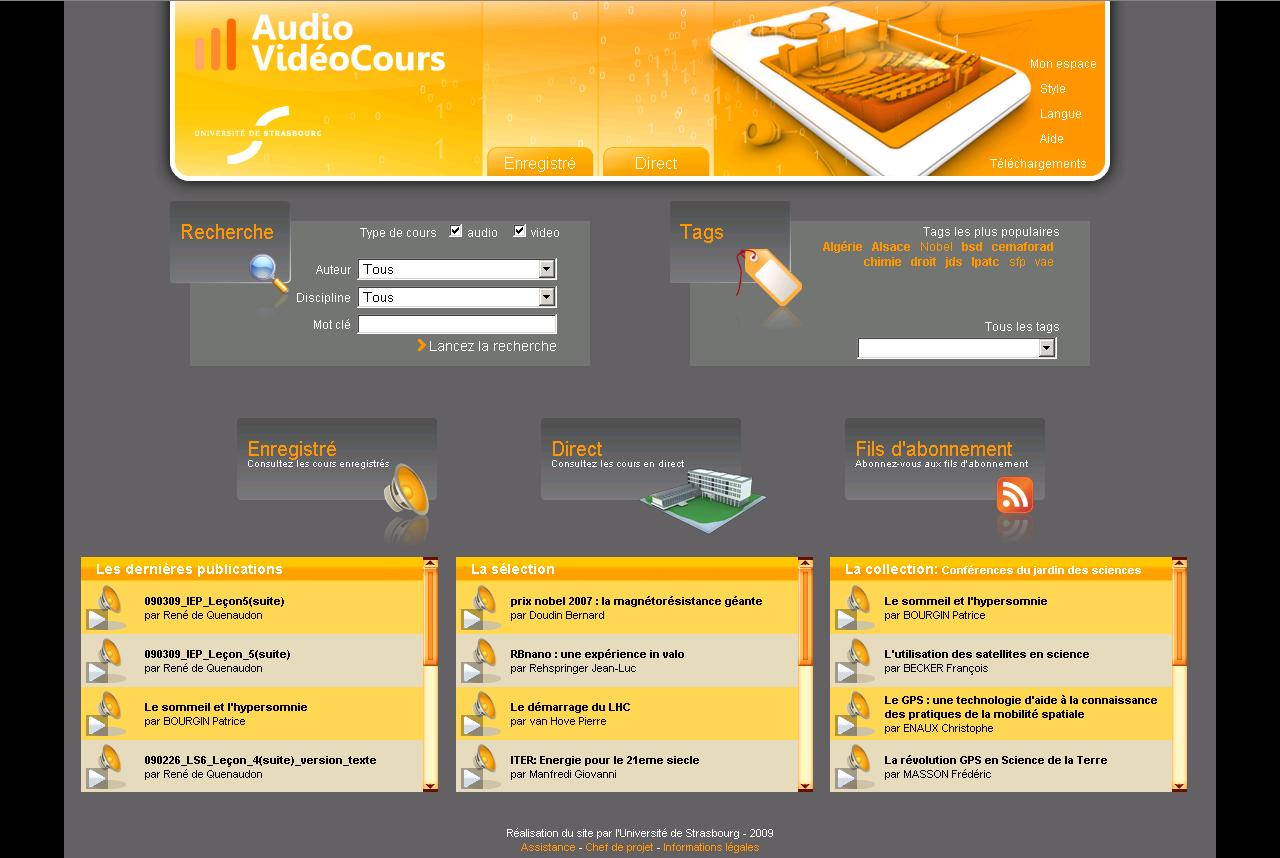 Audio
VidéoCours
UNIVERSITÉ DE STRASBOURG
Enregistré
Direct
Mon espace
Style
Langue
Aide
Téléchargements
Recherche
Type de cours audio video
Auteur Tous
Discipline Tous
Mot clé
Lancez la recherche
Tags
Tags les plus populaires
Algérie Alsace Nobel bsd cemaforad
chimie droit jds lpatc sfp vae
Tous les tags
Enregistré
Consultez les cours enregistrés
Direct
Consultez les cours en direct
Fils d'abonnement
Abonnez-vous aux fils d'abonnement
Les dernières publications
090309_IEP_Leçon5(suite)
par René de Quenaudon
090309_IEP_Leçon_5(suite)
par René de Quenaudon
Le sommeil et l'hypersomnie
par BOURGIN Patrice
090226_LS6_Leçon_4(suite)_version_texte
par René de Quenaudon
La sélection
prix nobel 2007 : la magnétorésistance géante
par Doudin Bernard
RBnano : une expérience in valo
par Rehspringer Jean-Luc
Le démarrage du LHC
par van Hove Pierre
ITER: Energie pour le 21eme siecle
par Manfredi Giovanni
La collection: Conférences du jardin des sciences
Le sommeil et l'hypersomnie
par BOURGIN Patrice
L'utilisation des satellites en science
par BECKER François
Le GPS : une technologie d'aide à la connaissance
des pratiques de la mobilité spatiale
par ENAUX Christophe
La révolution GPS en Science de la Terre
par MASSON Frédéric
Réalisation du site par l'Université de Strasbourg - 2009
Assistance - Chef de projet - Informations légales